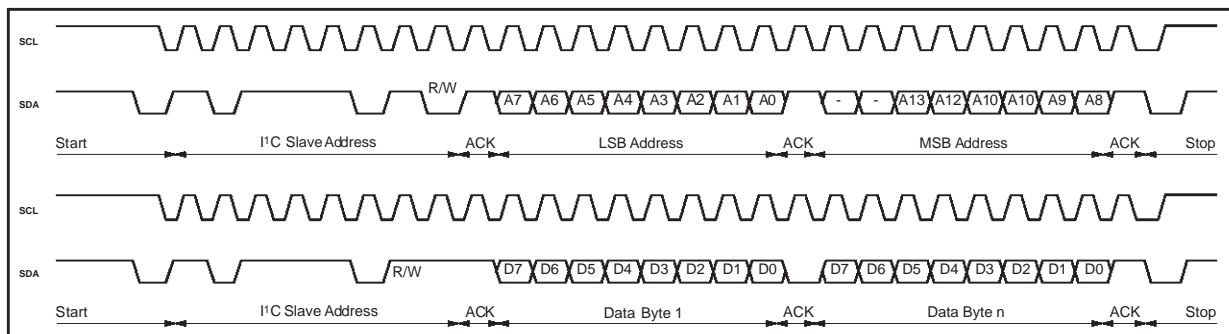 SCL
R/W
SDA A7 A6 A5 A4 A3 A2 A1 A0 - - A13 A12 A10 A10 A9 A8
Start I¹C Slave Address ACK LSB Address ACK MSB Address ACK Stop
SCL
SDA R/W D7 D6 D5 D4 D3 D2 D1 D0 D7 D6 D5 D4 D3 D2 D1 D0
Start I¹C Slave Address ACK Data Byte 1 ACK Data Byte n ACK Stop